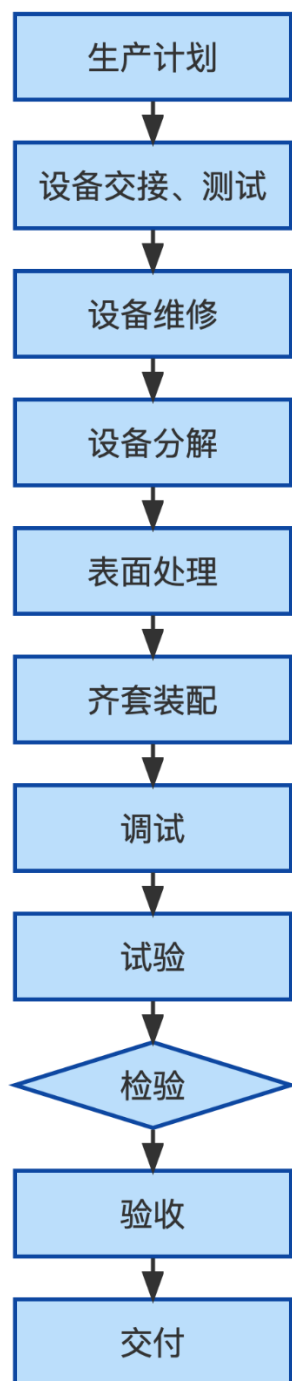 生产计划
设备交接、测试
设备维修
设备分解
表面处理
齐套装配
调试
试验
检验
验收
交付